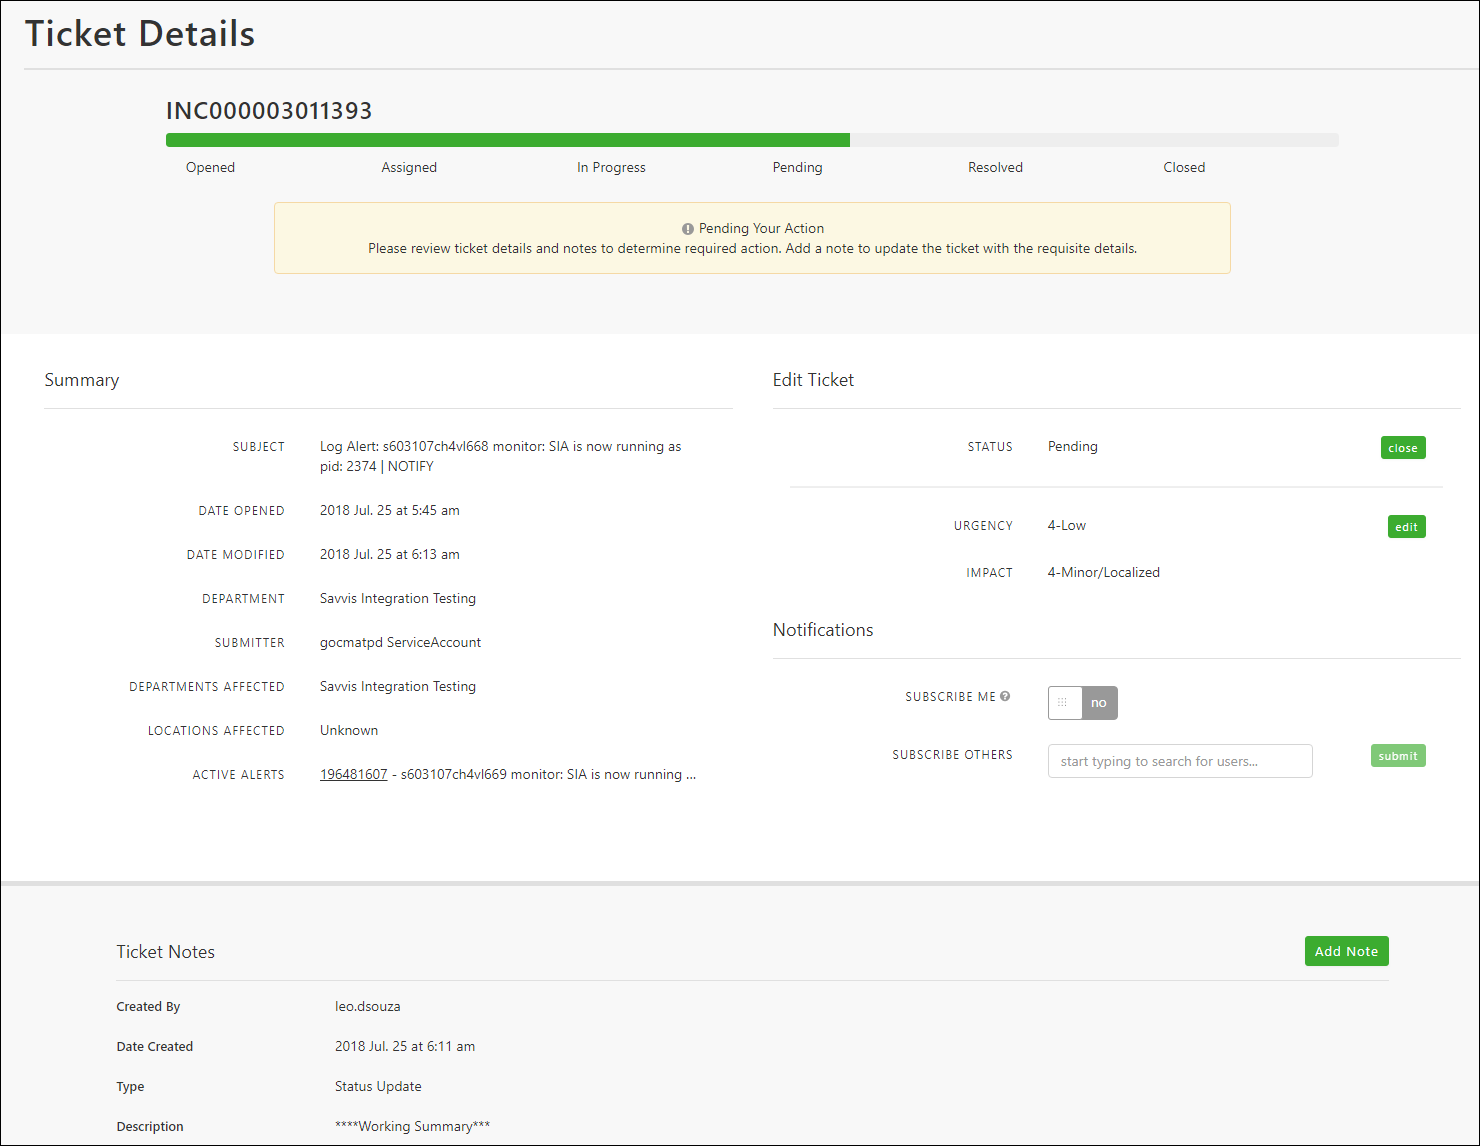 Ticket Details
INC000003011393
Opened Assigned In Progress Pending Resolved Closed
Pending Your Action
Please review ticket details and notes to determine required action. Add a note to update the ticket with the requisite details.
Summary
SUBJECT Log Alert: s603107ch4vl668 monitor: SIA is now running as
pid: 2374 | NOTIFY
DATE OPENED 2018 Jul. 25 at 5:45 am
DATE MODIFIED 2018 Jul. 25 at 6:13 am
DEPARTMENT Savvis Integration Testing
SUBMITTER gocmatpd ServiceAccount
DEPARTMENTS AFFECTED Savvis Integration Testing
LOCATIONS AFFECTED Unknown
ACTIVE ALERTS 196481607 - s603107ch4vl669 monitor: SIA is now running ...
Edit Ticket
STATUS Pending close
URGENCY 4-Low edit
IMPACT 4-Minor/Localized
Notifications
SUBSCRIBE ME no
SUBSCRIBE OTHERS start typing to search for users... submit
Ticket Notes Add Note
Created By leo.dsouza
Date Created 2018 Jul. 25 at 6:11 am
Type Status Update
Description ****Working Summary***